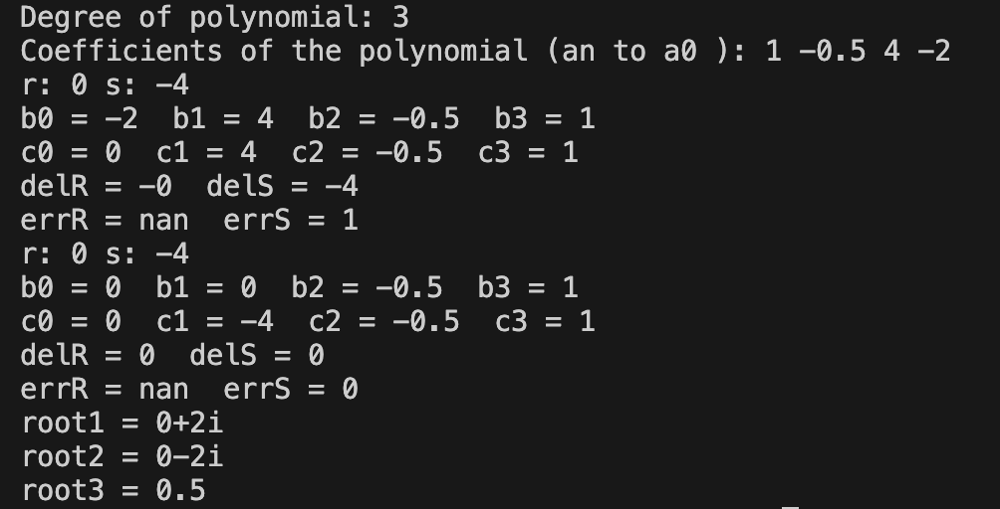 Degree of polynomial: 3
Coefficients of the polynomial (an to a0 ): 1 -0.5 4 -2
r: 0 s: -4
b0 = -2  b1 = 4  b2 = -0.5  b3 = 1
c0 = 0  c1 = 4  c2 = -0.5  c3 = 1
delR = -0  delS = -4
errR = nan  errS = 1
r: 0 s: -4
b0 = 0  b1 = 0  b2 = -0.5  b3 = 1
c0 = 0  c1 = -4  c2 = -0.5  c3 = 1
delR = 0  delS = 0
errR = nan  errS = 0
root1 = 0+2i
root2 = 0-2i
root3 = 0.5